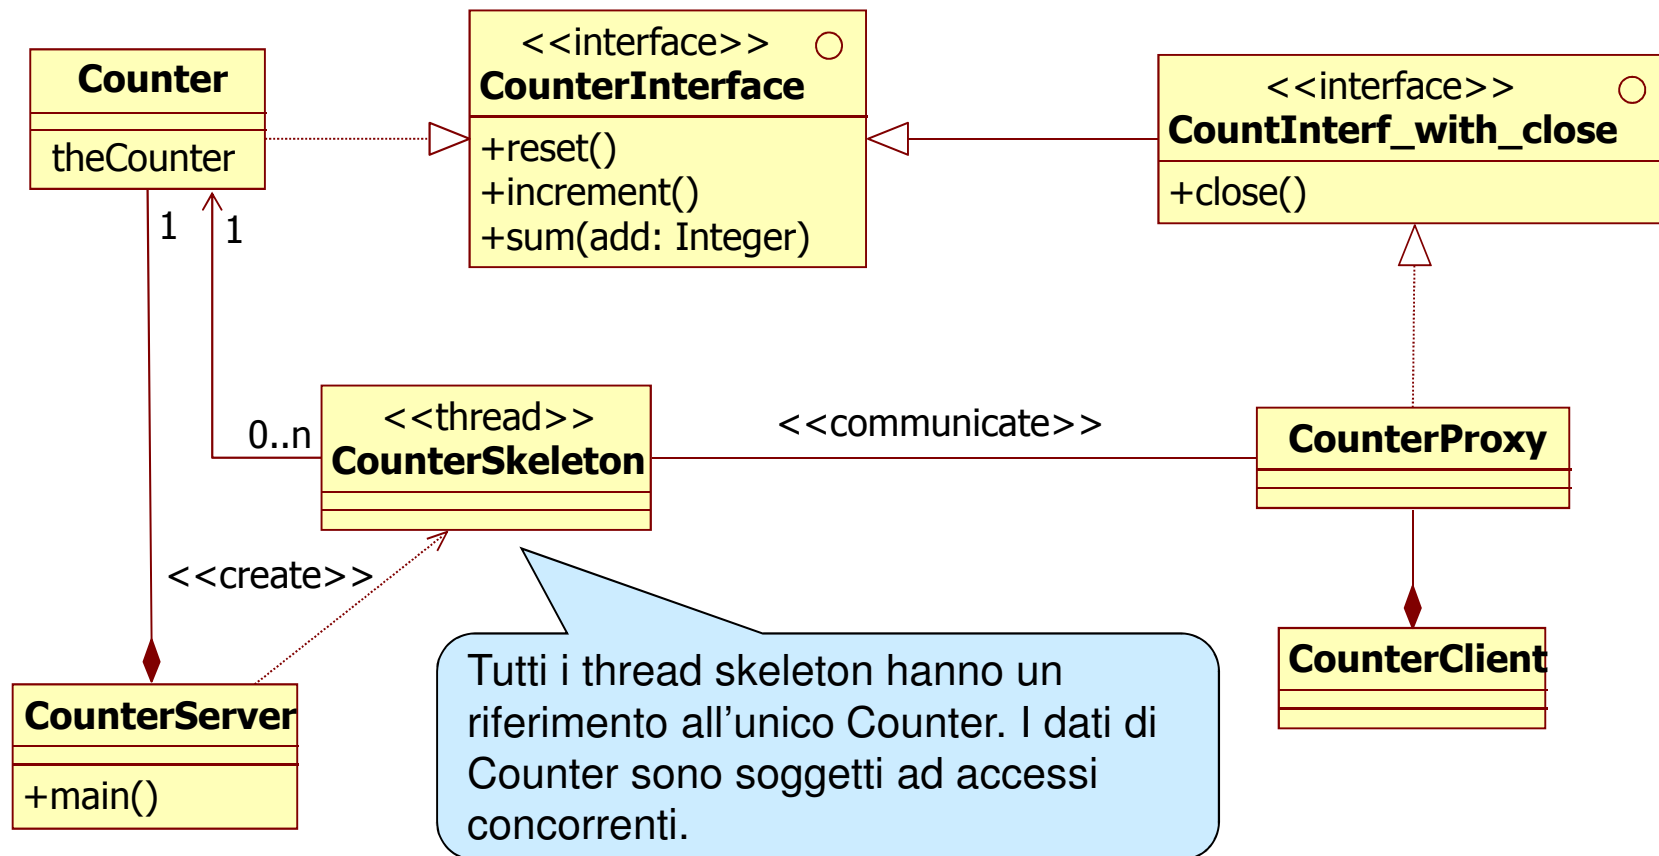 Counter
theCounter
<<interface>>
CounterInterface
+reset()
+increment()
+sum(add: Integer)
<<interface>>
CountInterf_with_close
+close()
1
1
0..n
<<thread>>
CounterSkeleton
<<communicate>>
CounterProxy
<<create>>
CounterServer
+main()
Tutti i thread skeleton hanno un
riferimento all’unico Counter. I dati di
Counter sono soggetti ad accessi
concorrenti.
CounterClient